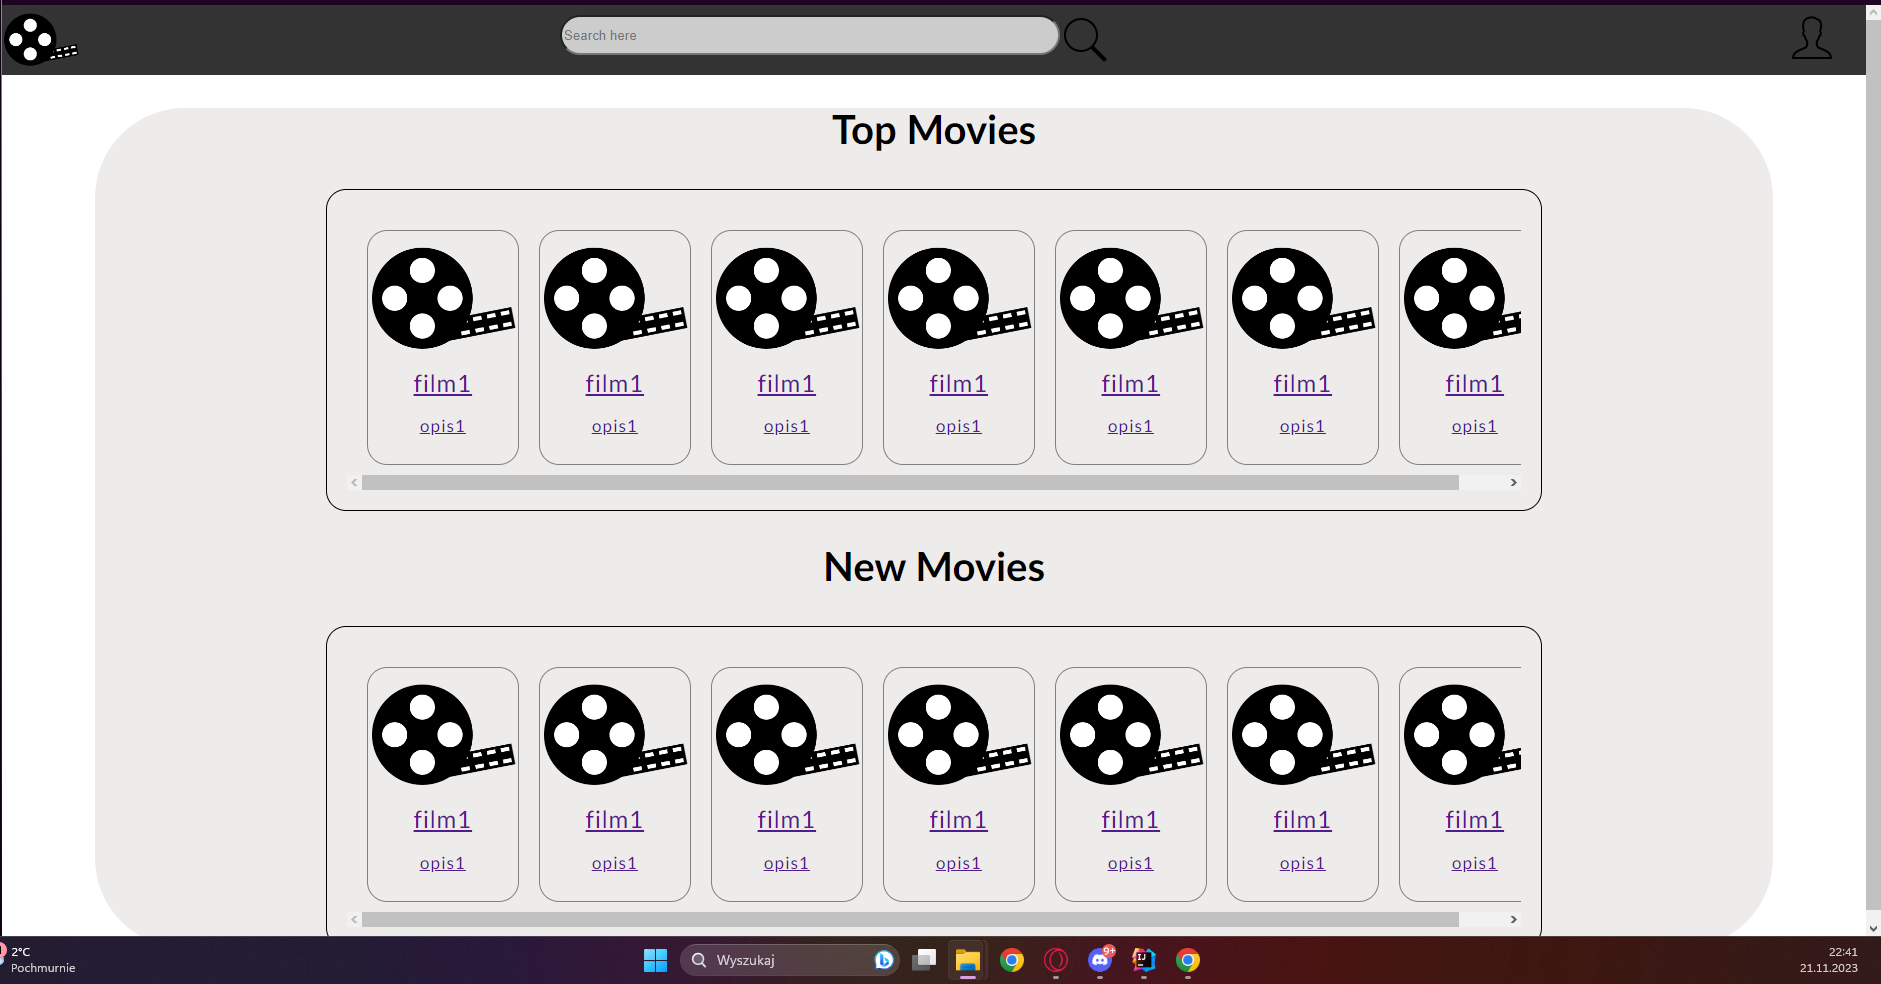 Search here
Top Movies
film1 film1 film1 film1 film1 film1 film1
opis1 opis1 opis1 opis1 opis1 opis1 opis1
New Movies
film1 film1 film1 film1 film1 film1 film1
opis1 opis1 opis1 opis1 opis1 opis1 opis1
2°C
Pochmurnie
Wyszukaj
9+
IJ
22:41
21.11.2023